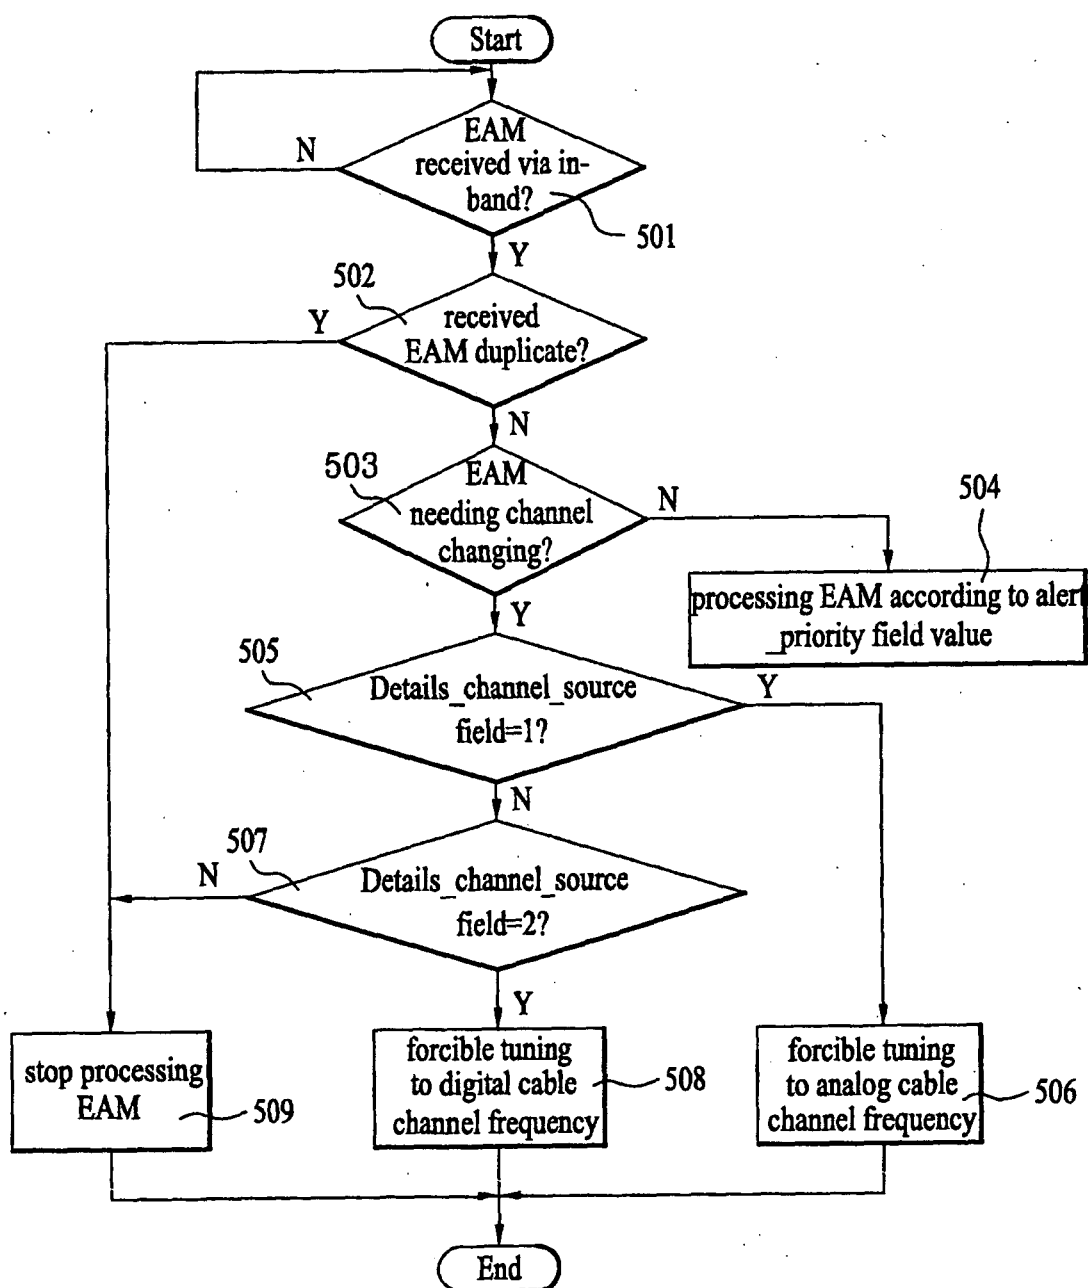 Start
EAM
received via in-
band?
N
501
Y
502
received
EAM duplicate?
Y
N
503
EAM
needing channel
changing?
N
504
processing EAM according to alert
_priority field value
Y
505
Details_channel_source
field=1?
Y
N
507
Details_channel_source
field=2?
N
Y
stop processing
EAM
509
forcible tuning
to digital cable
channel frequency
508
forcible tuning
to analog cable
channel frequency
506
End